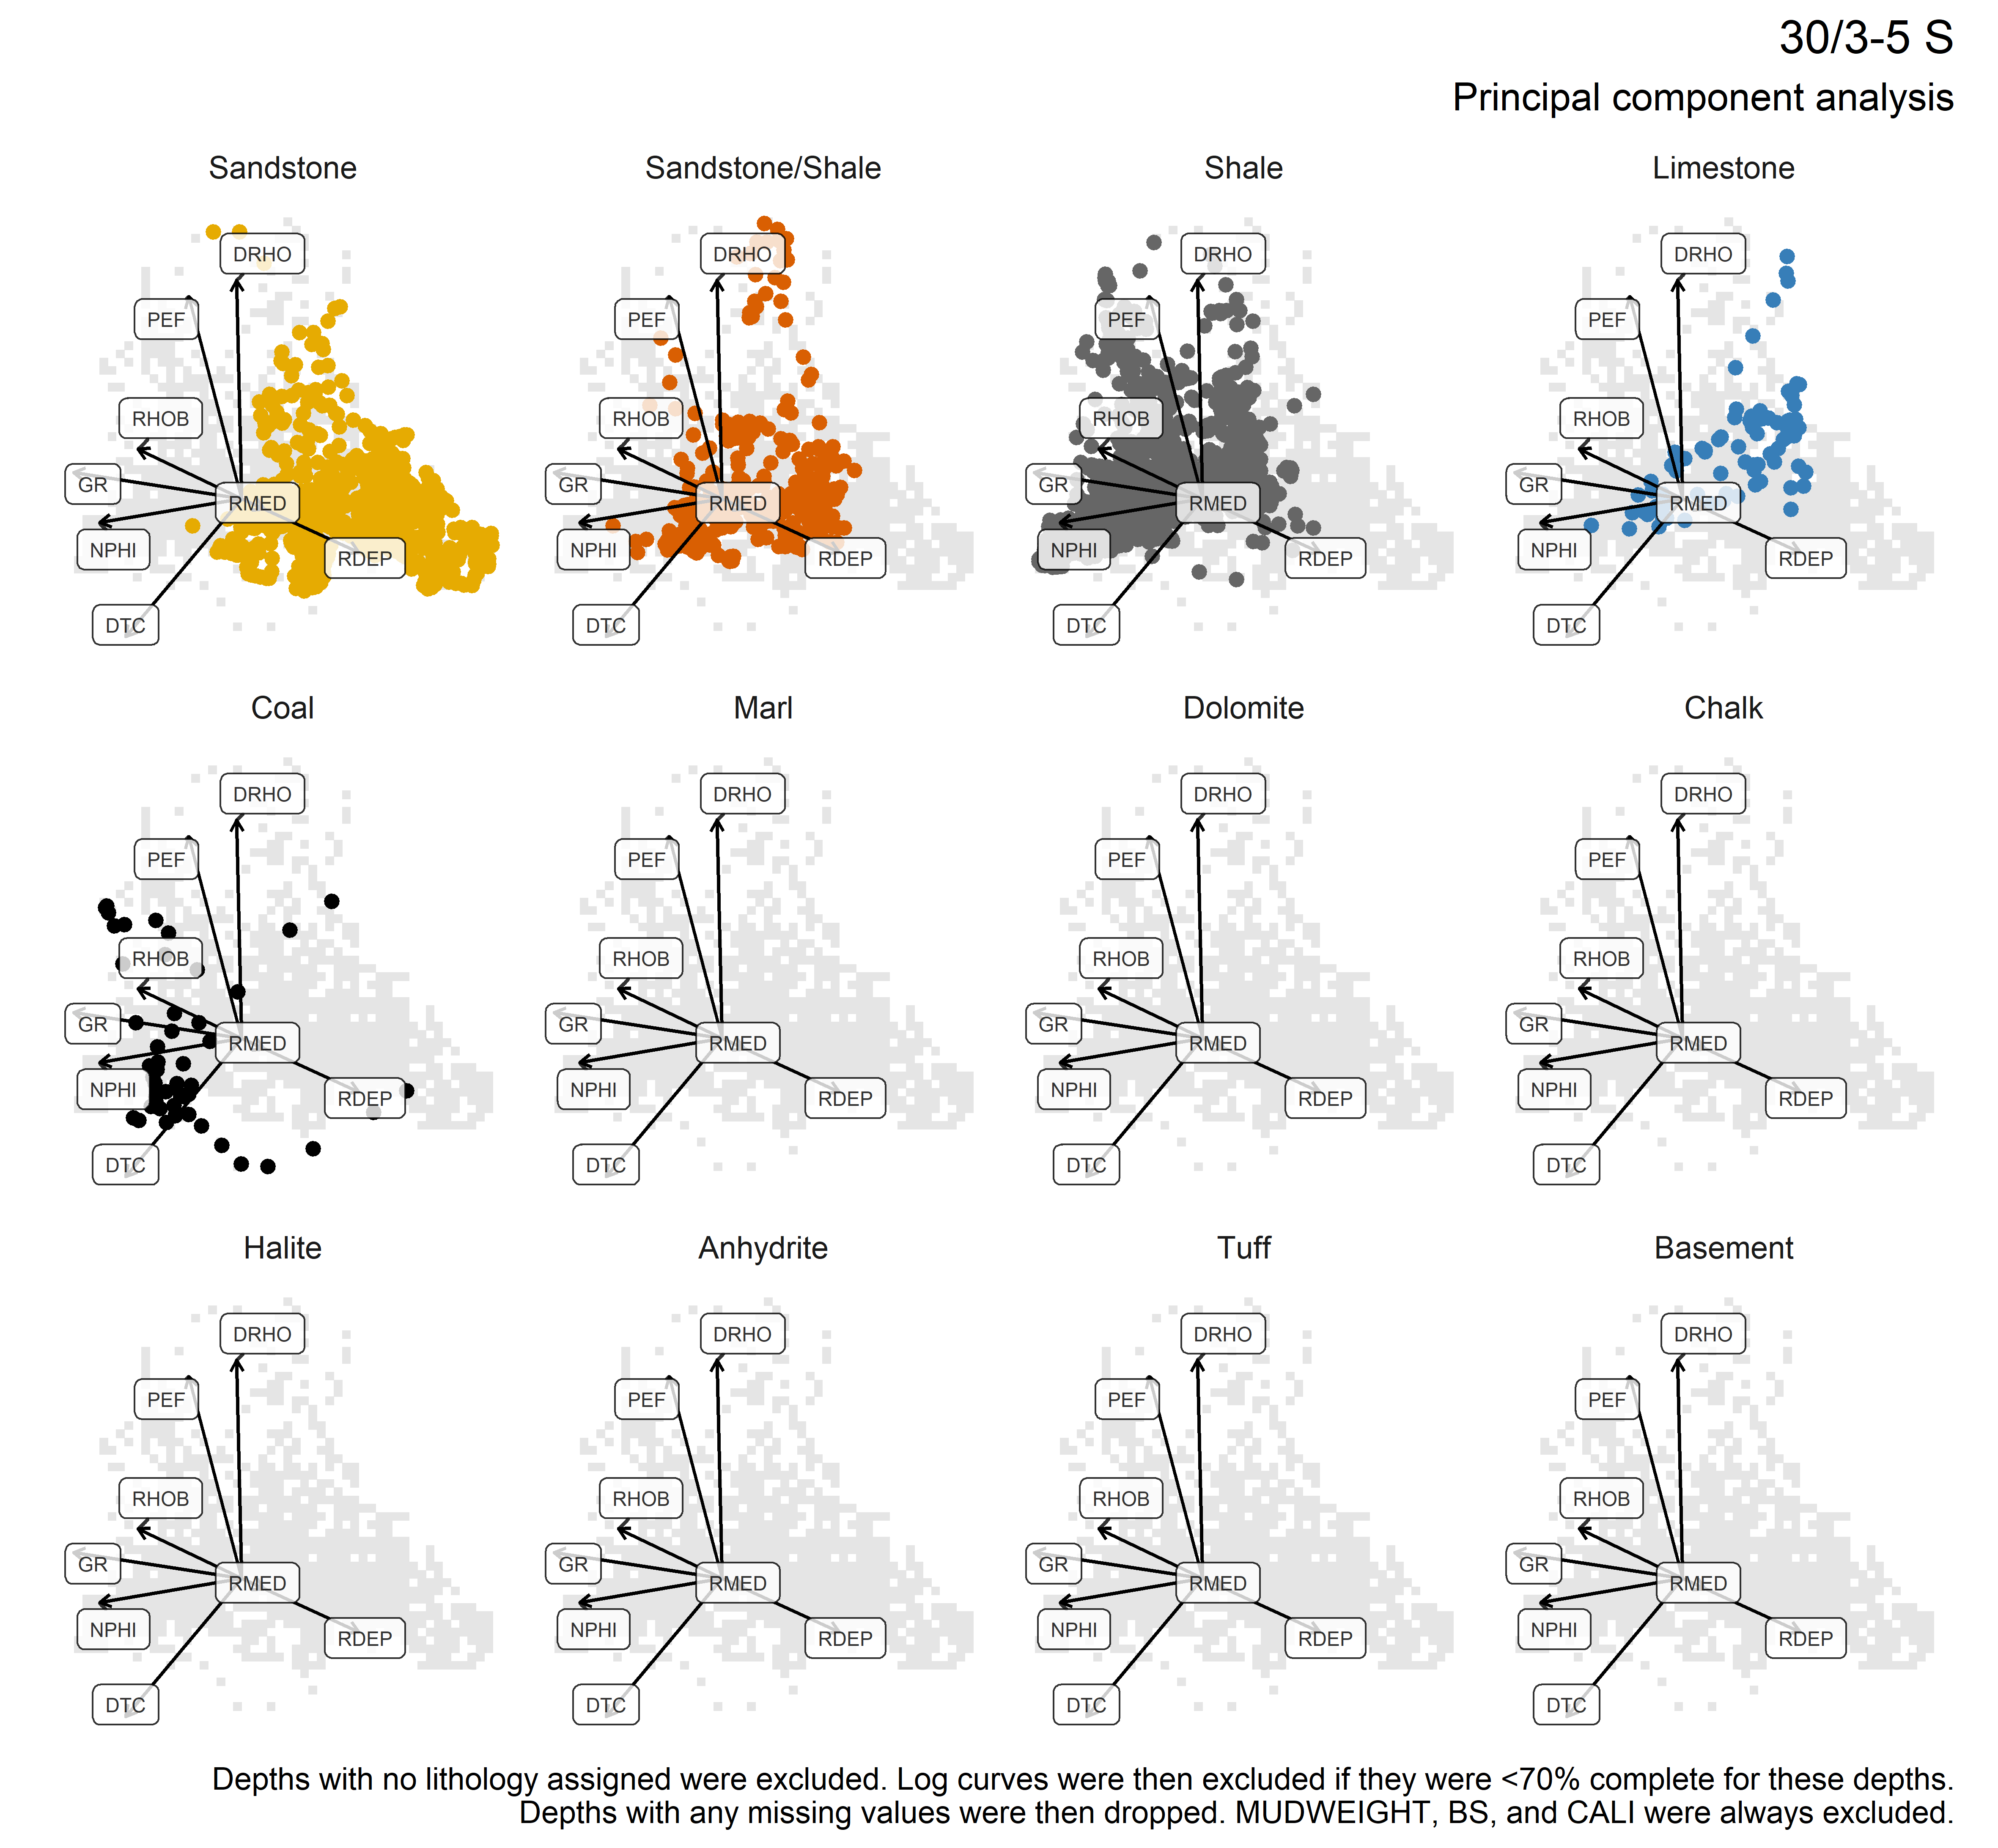 30/3-5 S
Principal component analysis
Sandstone
Sandstone/Shale
Shale
Limestone
DRHO
PEF
RHOB
GR
RMED
NPHI
RDEP
DTC
DRHO
PEF
RHOB
GR
RMED
NPHI
RDEP
DTC
DRHO
PEF
RHOB
GR
RMED
NPHI
RDEP
DTC
DRHO
PEF
RHOB
GR
RMED
NPHI
RDEP
DTC
Coal
Marl
Dolomite
Chalk
DRHO
PEF
RHOB
GR
RMED
NPHI
RDEP
DTC
DRHO
PEF
RHOB
GR
RMED
NPHI
RDEP
DTC
DRHO
PEF
RHOB
GR
RMED
NPHI
RDEP
DTC
DRHO
PEF
RHOB
GR
RMED
NPHI
RDEP
DTC
Halite
Anhydrite
Tuff
Basement
DRHO
PEF
RHOB
GR
RMED
NPHI
RDEP
DTC
DRHO
PEF
RHOB
GR
RMED
NPHI
RDEP
DTC
DRHO
PEF
RHOB
GR
RMED
NPHI
RDEP
DTC
DRHO
PEF
RHOB
GR
RMED
NPHI
RDEP
DTC
Depths with no lithology assigned were excluded. Log curves were then excluded if they were <70% complete for these depths.
Depths with any missing values were then dropped. MUDWEIGHT, BS, and CALI were always excluded.